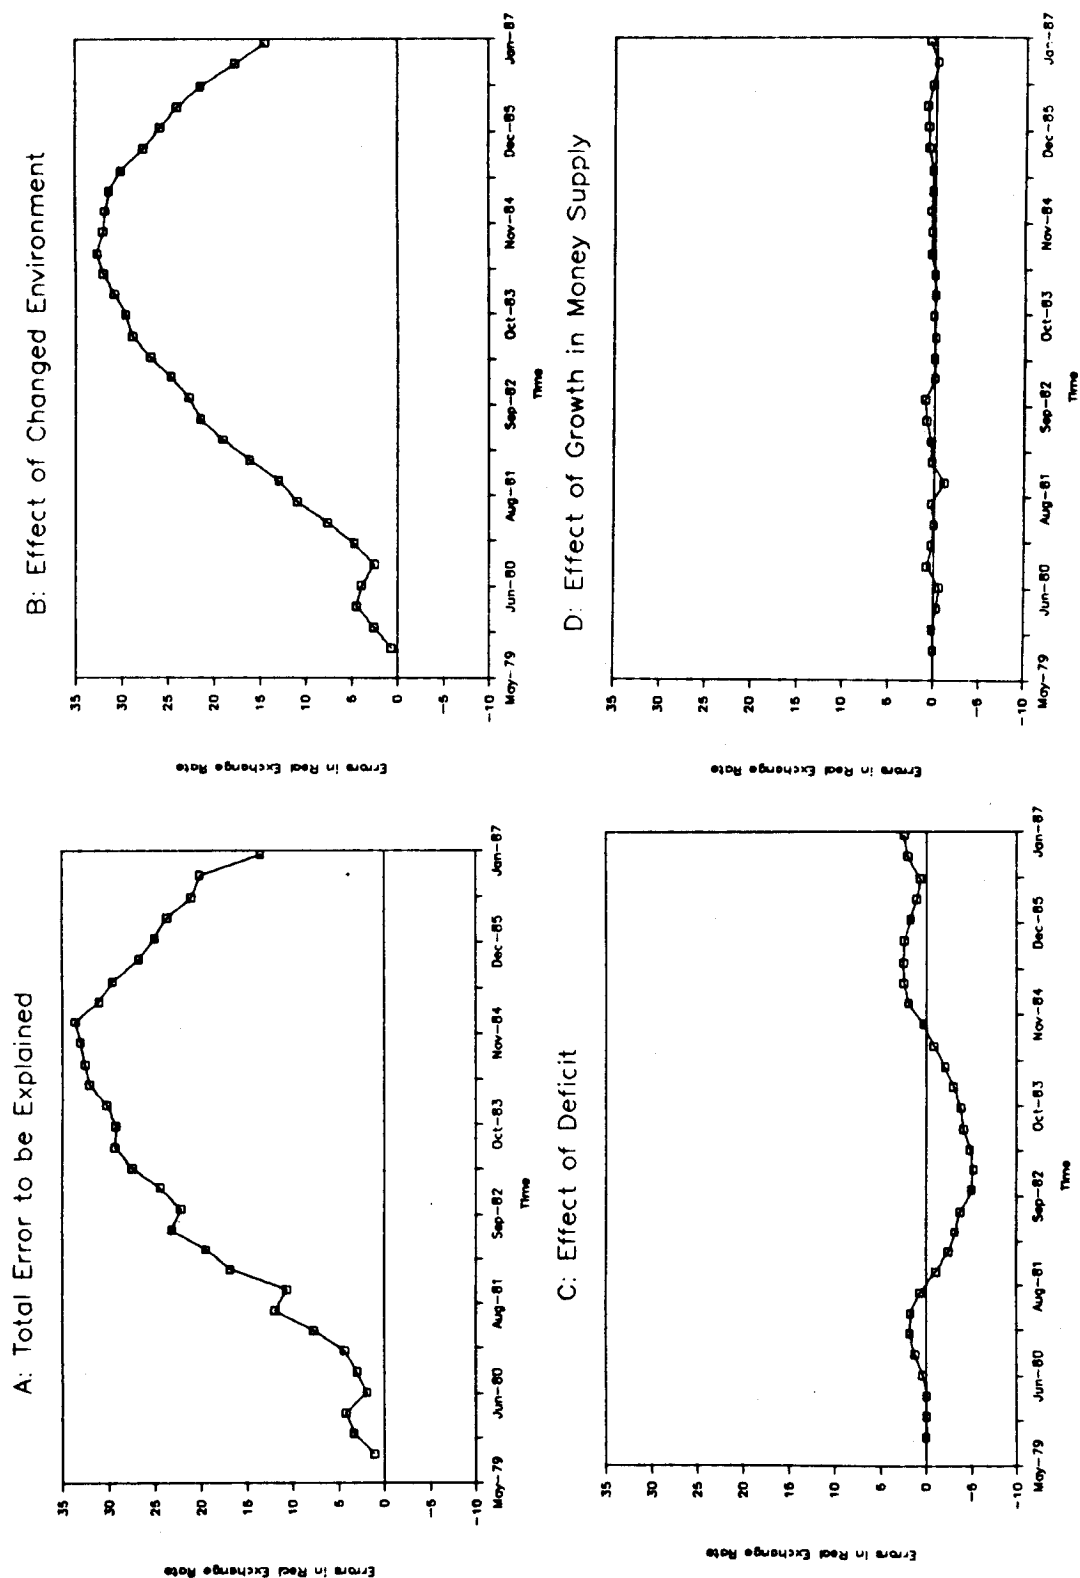 A: Total Error to be Explained
Errors in Real Exchange Rate
35
30
25
20
15
10
5
0
-5
-10
May-79
Jun-80
Aug-81
Sep-82
Oct-83
Nov-84
Dec-85
Jan-87
Time
B: Effect of Changed Environment
Errors in Real Exchange Rate
35
30
25
20
15
10
5
0
-5
-10
May-79
Jun-80
Aug-81
Sep-82
Oct-83
Nov-84
Dec-85
Jan-87
Time
C: Effect of Deficit
Errors in Real Exchange Rate
35
30
25
20
15
10
5
0
-5
-10
May-79
Jun-80
Aug-81
Sep-82
Oct-83
Nov-84
Dec-85
Jan-87
Time
D: Effect of Growth in Money Supply
Errors in Real Exchange Rate
35
30
25
20
15
10
5
0
-5
-10
May-79
Jun-80
Aug-81
Sep-82
Oct-83
Nov-84
Dec-85
Jan-87
Time